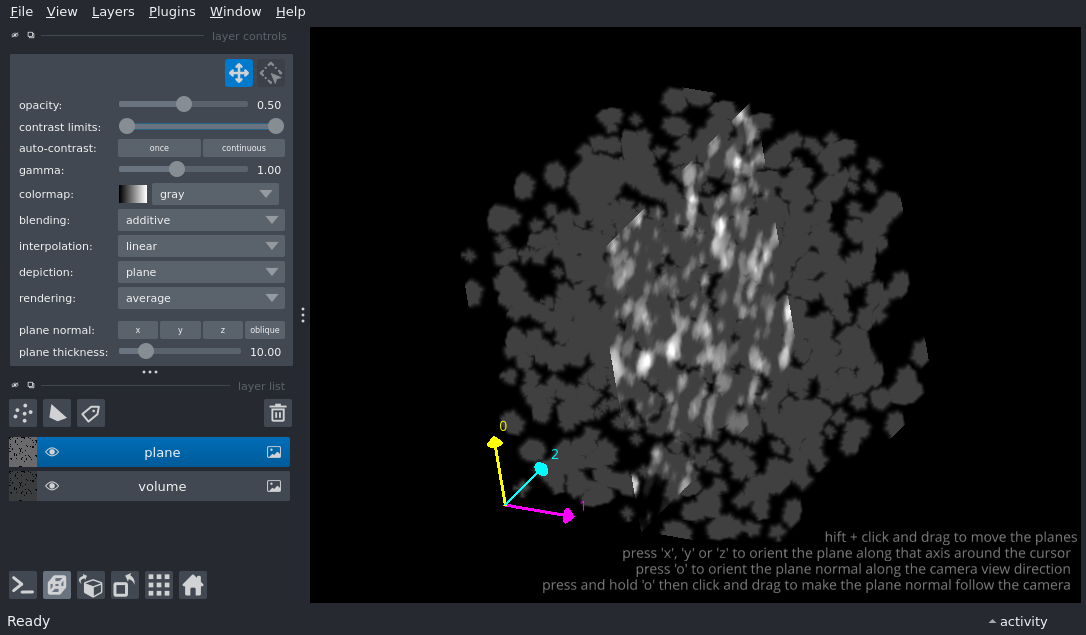 File View Layers Plugins Window Help
layer controls
opacity: 0.50
contrast limits:
auto-contrast: once continuous
gamma: 1.00
colormap: gray
blending: additive
interpolation: linear
depiction: plane
rendering: average
plane normal: x y z oblique
plane thickness: 10.00
layer list
plane
volume
0
2
1
hift + click and drag to move the planes
press 'x', 'y' or 'z' to orient the plane along that axis around the cursor
press 'o' to orient the plane normal along the camera view direction
press and hold 'o' then click and drag to make the plane normal follow the camera
Ready
activity